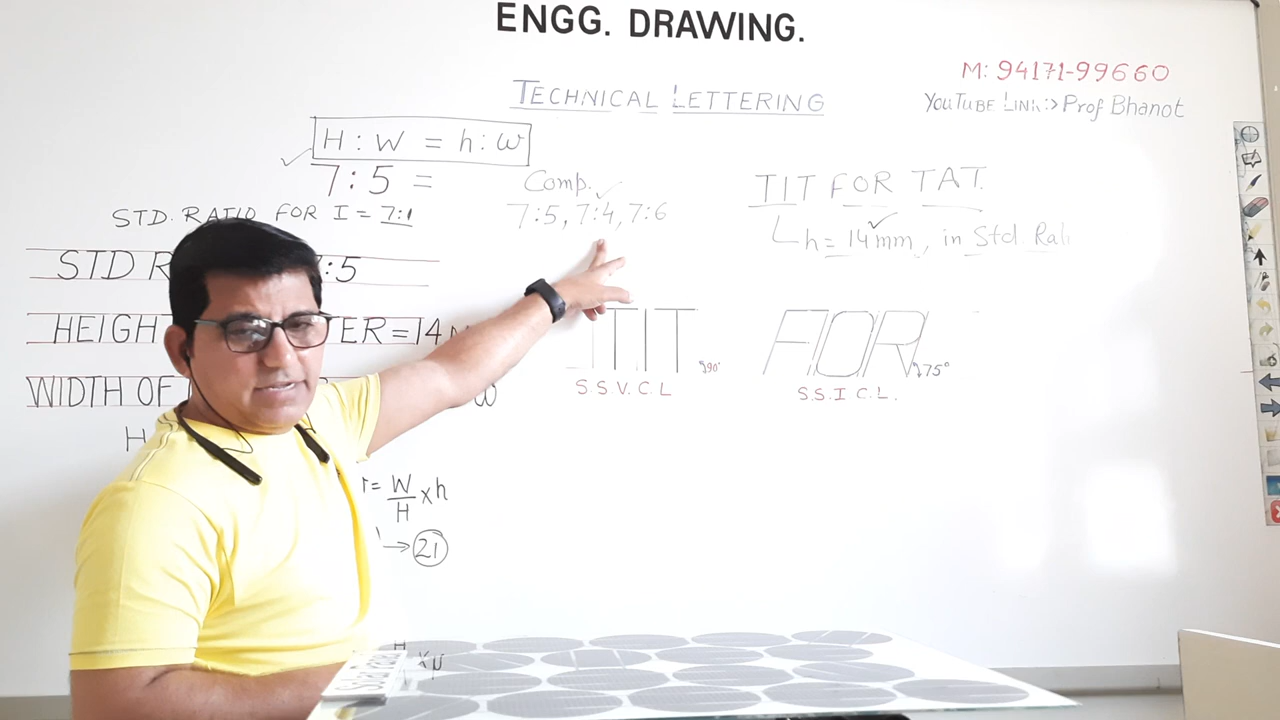 ENGG. DRAWING.
M: 94171-99660
TECHNICAL LETTERING
YOUTUBE LINK:> Prof Bhanot
H : W = h : w
7:5 =
Comp.
TIT FOR TAT.
STD. RATIO FOR I = 7:1
7:5, 7:4, 7:6
h = 14mm, in Std. Rati
STD R :5
HEIGHT TER=14
TIT
FOR
90°
75°
WIDTH OF
S.S.V.C.L
S.S.I.C.L.
H
= W/H x h
21